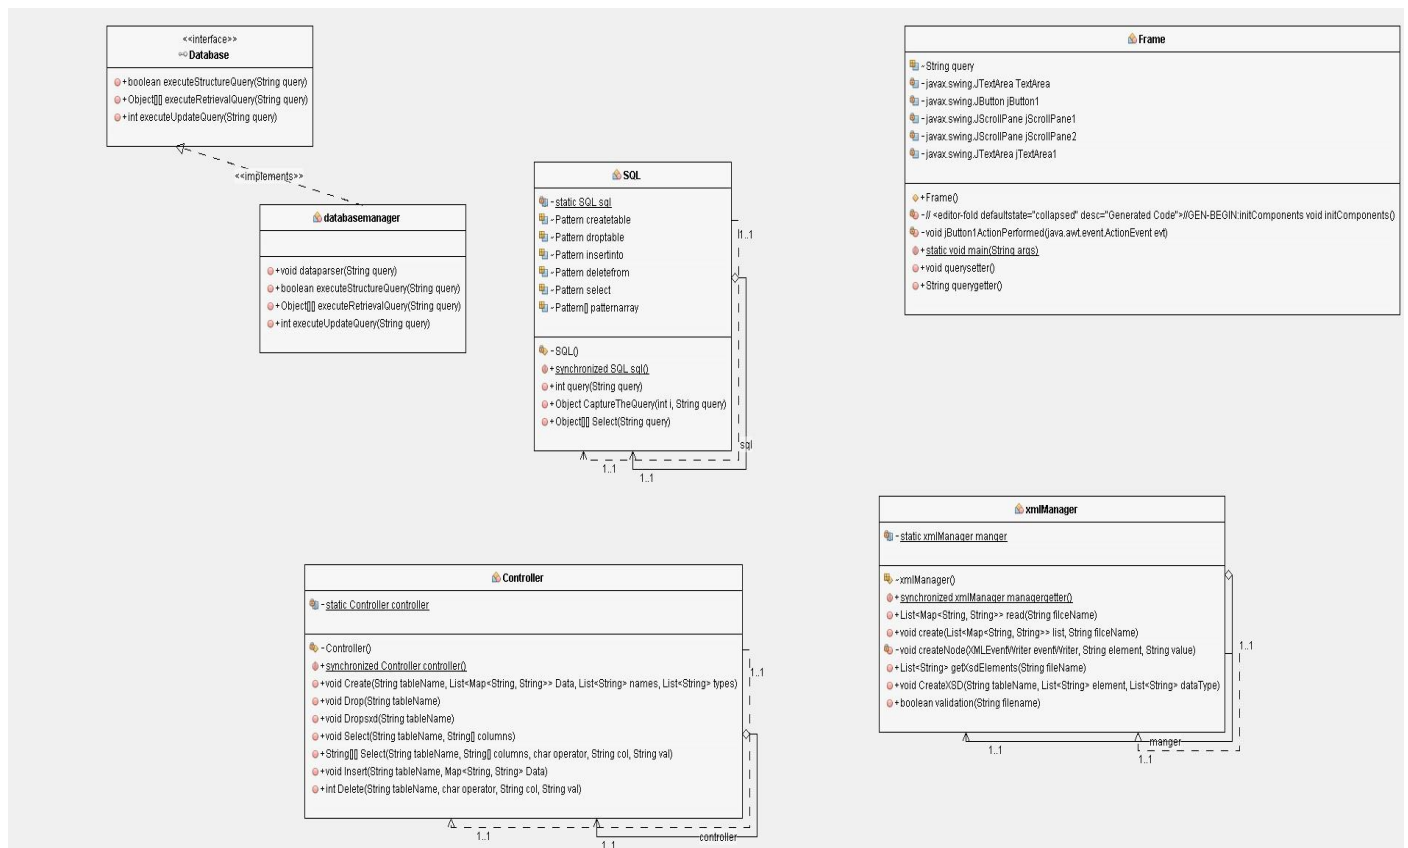 <<interface>>
Database
+boolean executeStructureQuery(String query)
+Object[][] executeRetrievalQuery(String query)
+int executeUpdateQuery(String query)
<<implements>>
databasemanager
+void dataparser(String query)
+boolean executeStructureQuery(String query)
+Object[][] executeRetrievalQuery(String query)
+int executeUpdateQuery(String query)
SQL
-static SQL sql
~Pattern createtable
~Pattern droptable
~Pattern insertinto
~Pattern deletefrom
~Pattern select
~Pattern[] patternarray
-SQL()
+synchronized SQL sql()
+int query(String query)
+Object CaptureTheQuery(int i, String query)
+Object[][] Select(String query)
1..1
sql
1..1
1..1
Frame
~String query
-javax.swing.JTextArea TextArea
-javax.swing.JButton jButton1
-javax.swing.JScrollPane jScrollPane1
-javax.swing.JScrollPane jScrollPane2
-javax.swing.JTextArea jTextArea1
+Frame()
-// <editor-fold defaultstate="collapsed" desc="Generated Code">//GEN-BEGIN:initComponents void initComponents()
-void jButton1ActionPerformed(java.awt.event.ActionEvent evt)
+static void main(String args)
+void querysetter()
+String querygetter()
Controller
-static Controller controller
-Controller()
+synchronized Controller controller()
+void Create(String tableName, List<Map<String, String>> Data, List<String> names, List<String> types)
+void Drop(String tableName)
+void Dropsxd(String tableName)
+void Select(String tableName, String[] columns)
+String[][] Select(String tableName, String[] columns, char operator, String col, String val)
+void Insert(String tableName, Map<String, String> Data)
+int Delete(String tableName, char operator, String col, String val)
1..1
1..1
controller
1..1
xmlManager
-static xmlManager manger
~xmlManager()
+synchronized xmlManager managergetter()
+List<Map<String, String>> read(String filceName)
+void create(List<Map<String, String>> list, String filceName)
-void createNode(XMLEventWriter eventWriter, String element, String value)
+List<String> getXsdElements(String fileName)
+void CreateXSD(String tableName, List<String> element, List<String> dataType)
+boolean validation(String filename)
1..1
manger
1..1
1..1